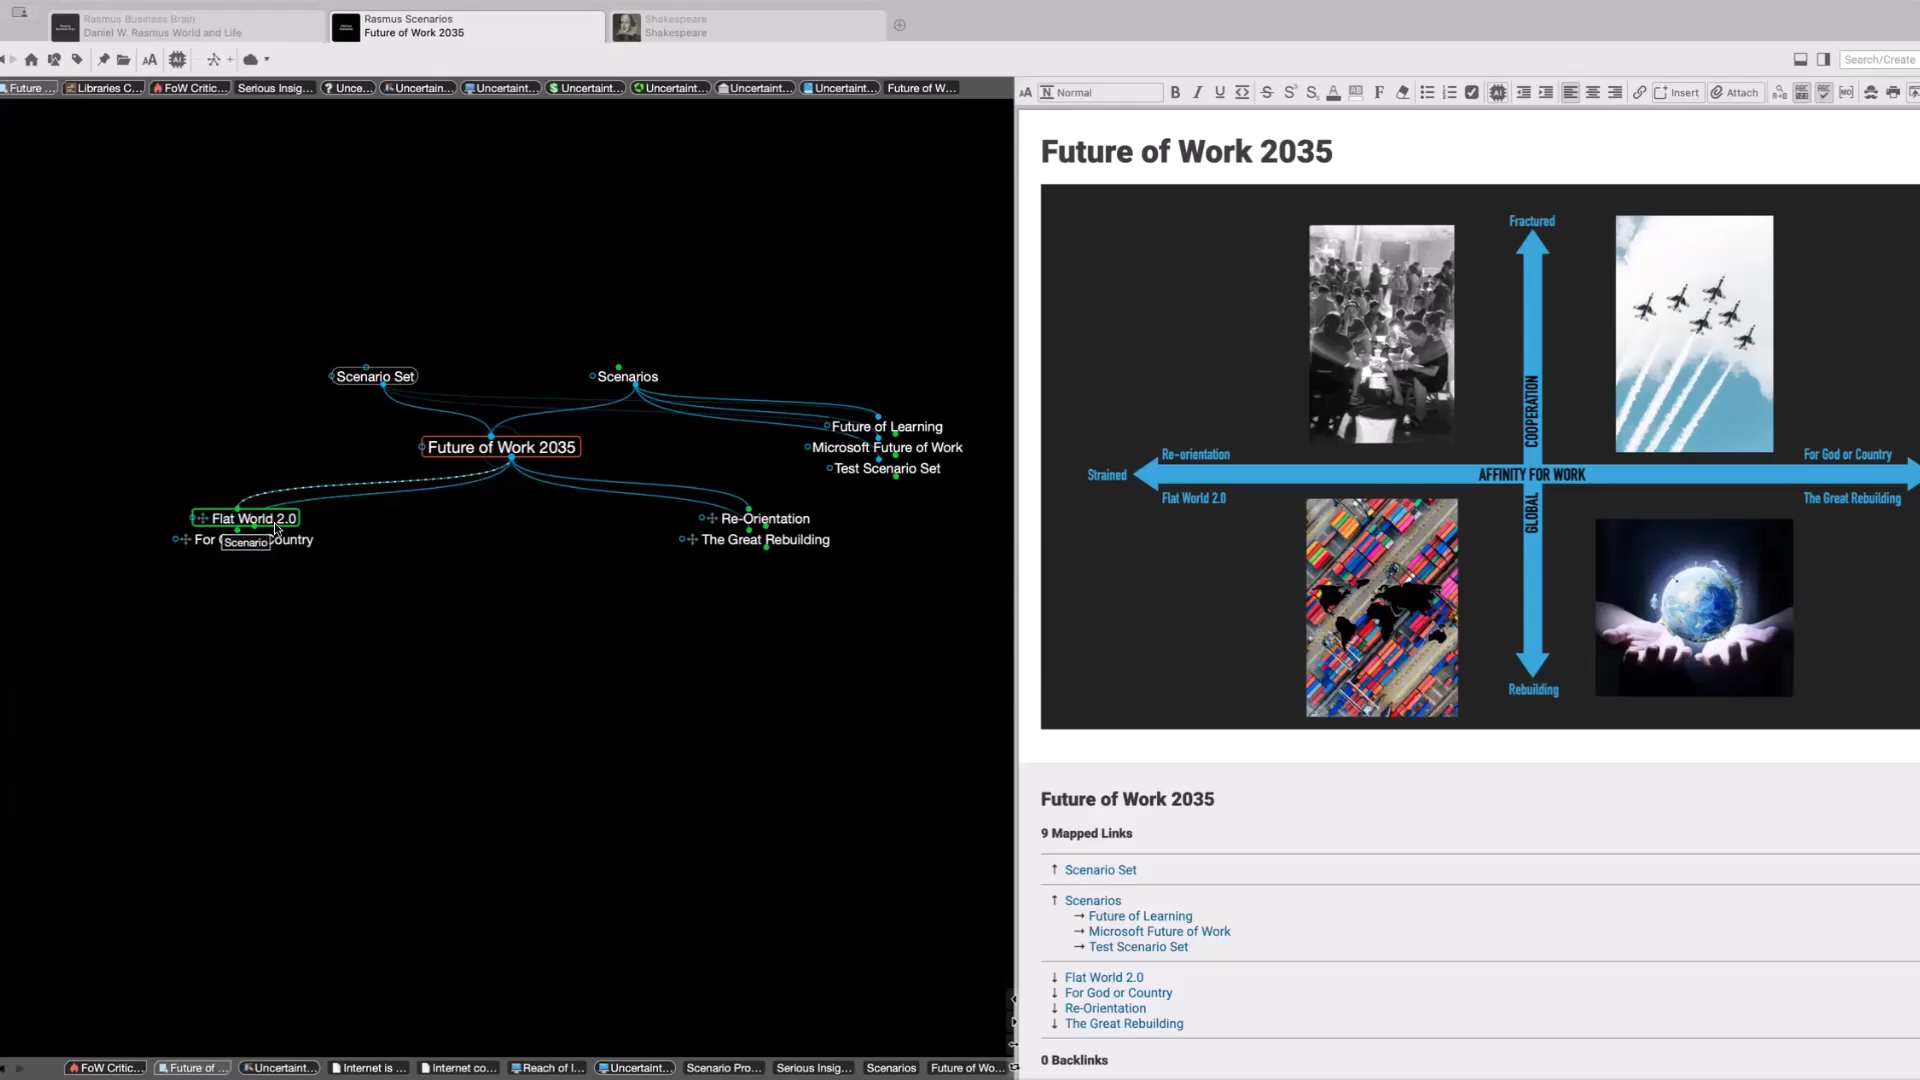 Rasmus Business Brain
Daniel W. Rasmus World and Life
Rasmus Scenarios
Future of Work 2035
Shakespeare
Shakespeare
AA
AI
Search/Create
Future ...
Libraries C...
FoW Critic...
Serious Insig...
? Unce...
Uncertain...
Uncertaint...
Uncertaint...
Uncertaint...
Uncertaint...
Uncertaint...
Future of W...
AA
N Normal
B I U
Insert
Attach
Future of Work 2035
Fractured
COOPERATION
Re-orientation
For God or Country
Strained
AFFINITY FOR WORK
Flat World 2.0
The Great Rebuilding
GLOBAL
Rebuilding
Scenario Set
Scenarios
Future of Learning
Future of Work 2035
Microsoft Future of Work
Test Scenario Set
Flat World 2.0
Re-Orientation
For G
Scenario
ountry
The Great Rebuilding
Future of Work 2035
9 Mapped Links
↑ Scenario Set
↑ Scenarios
→ Future of Learning
→ Microsoft Future of Work
→ Test Scenario Set
↓ Flat World 2.0
↓ For God or Country
↓ Re-Orientation
↓ The Great Rebuilding
0 Backlinks
FoW Critic...
Future of ...
Uncertaint...
Internet is ...
Internet co...
Reach of I...
Uncertaint...
Scenario Pro...
Serious Insig...
Scenarios
Future of Wo...